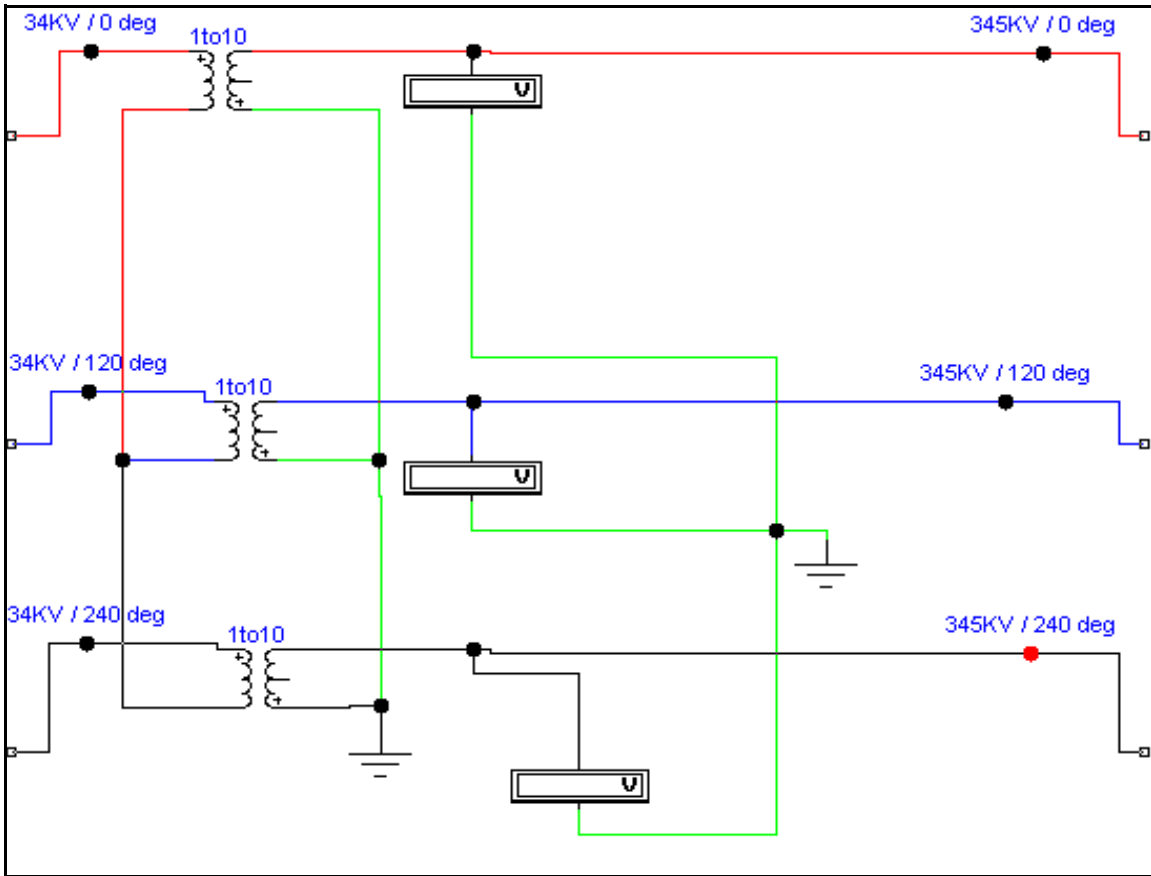 34KV / 0 deg
1to10
345KV / 0 deg
V
34KV / 120 deg
1to10
345KV / 120 deg
V
34KV / 240 deg
1to10
345KV / 240 deg
V